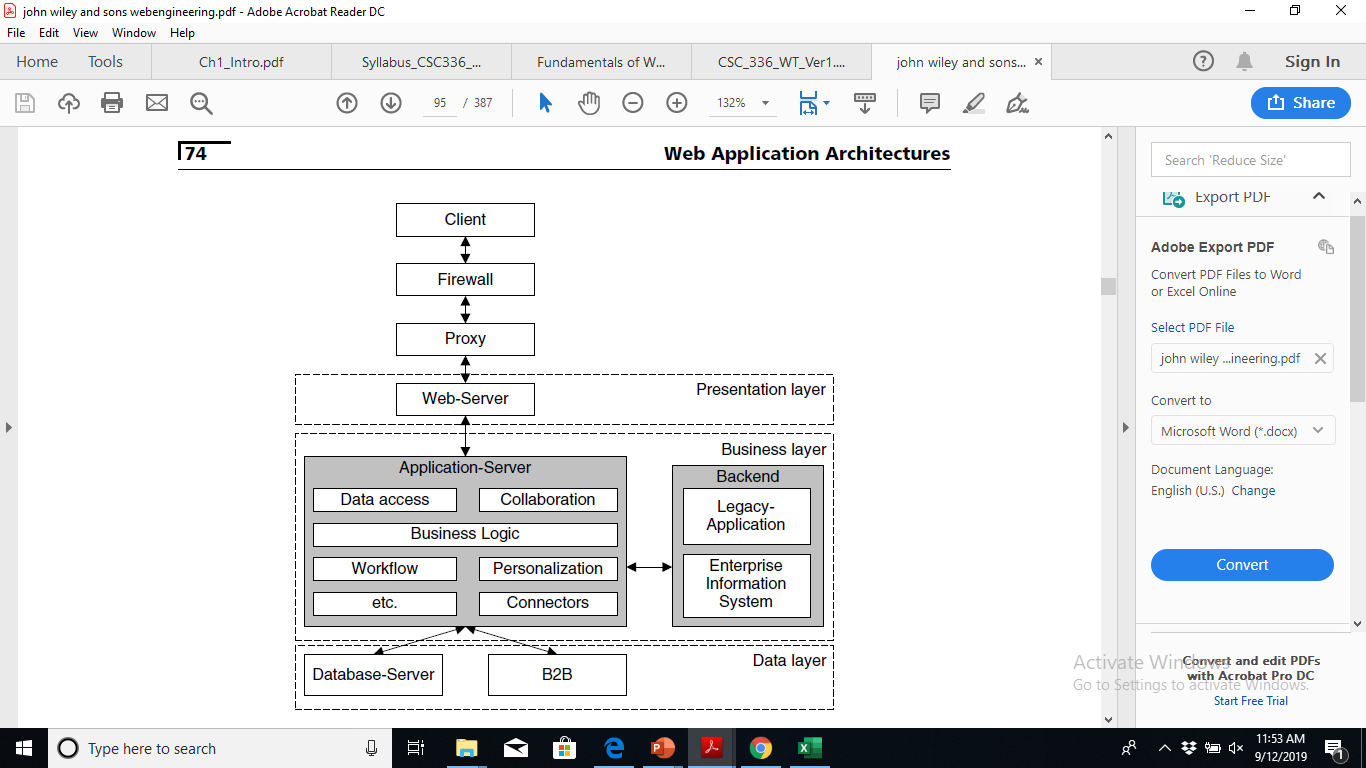 john wiley and sons webengineering.pdf - Adobe Acrobat Reader DC
File Edit View Window Help
Home Tools Ch1_Intro.pdf Syllabus_CSC336_... Fundamentals of W... CSC_336_WT_Ver1.... john wiley and sons... × Sign In
95 / 387 132% Share
74 Web Application Architectures
Client
Firewall
Proxy
Presentation layer
Web-Server
Business layer
Application-Server
Data access Collaboration
Business Logic
Workflow Personalization
etc. Connectors
Backend
Legacy-
Application
Enterprise
Information
System
Data layer
Database-Server B2B
Search 'Reduce Size'
Export PDF
Adobe Export PDF
Convert PDF Files to Word
or Excel Online
Select PDF File
john wiley ...ineering.pdf
Convert to
Microsoft Word (*.docx)
Document Language:
English (U.S.) Change
Convert
Convert and edit PDFs
with Acrobat Pro DC
Start Free Trial
Activate Windows
Go to Settings to activate Windows.
Type here to search
11:53 AM
9/12/2019
1